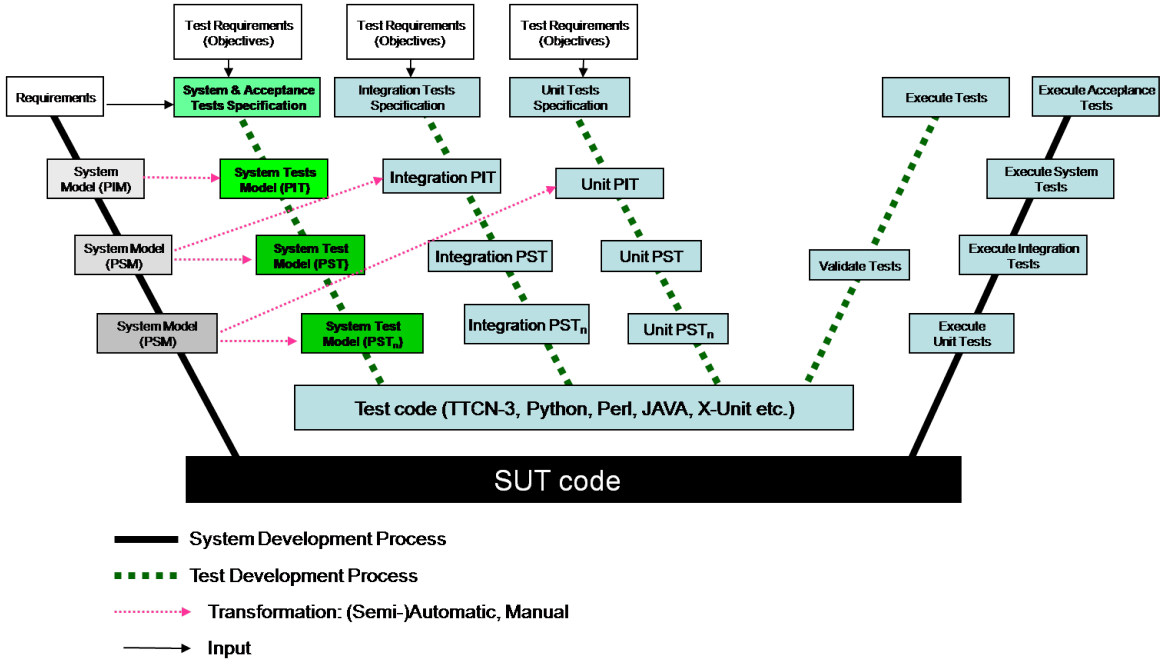 Test Requirements
(Objectives)
Test Requirements
(Objectives)
Test Requirements
(Objectives)
Requirements
System & Acceptance
Tests Specification
Integration Tests
Specification
Unit Tests
Specification
Execute Tests
Execute Acceptance
Tests
System
Model (PIM)
System Tests
Model (PIT)
Integration PIT
Unit PIT
Execute System
Tests
System Model
(PSM)
System Test
Model (PST)
Integration PST
Unit PST
Validate Tests
Execute Integration
Tests
System Model
(PSM)
System Test
Model (PSTn)
Integration PSTn
Unit PSTn
Execute
Unit Tests
Test code (TTCN-3, Python, Perl, JAVA, X-Unit etc.)
SUT code
System Development Process
Test Development Process
Transformation: (Semi-)Automatic, Manual
Input